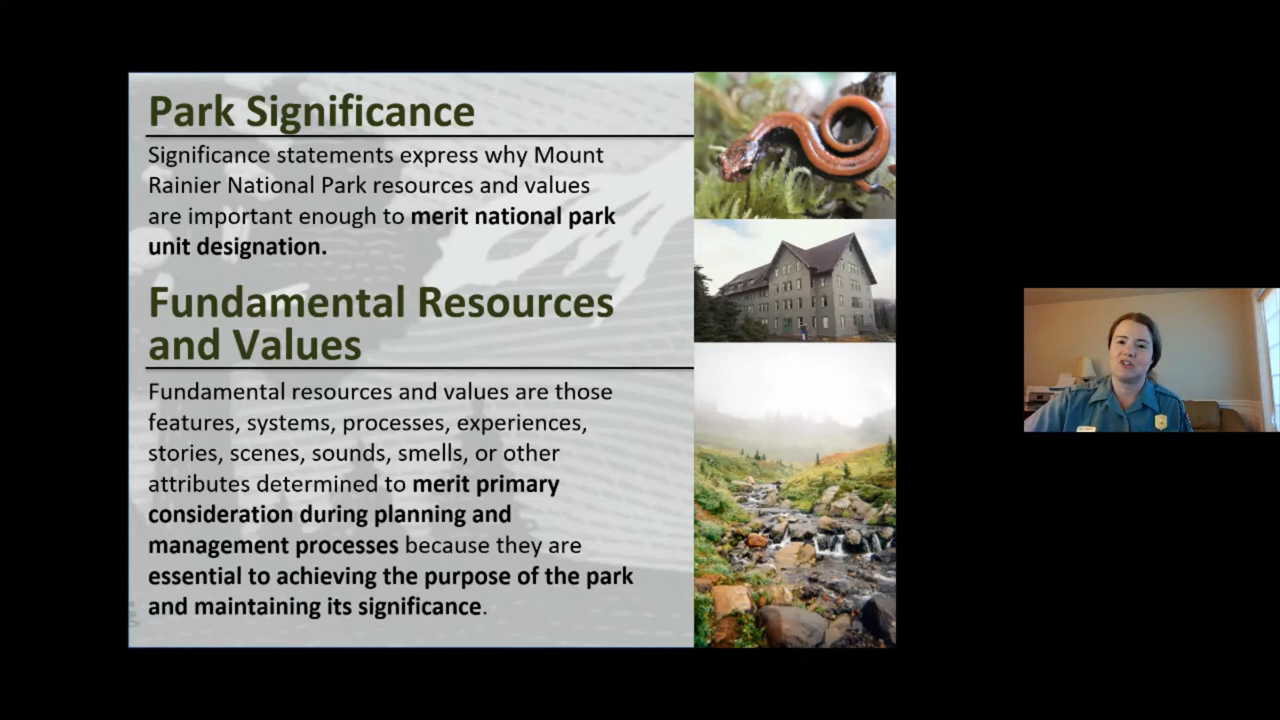 Park Significance
Significance statements express why Mount
Rainier National Park resources and values
are important enough to merit national park
unit designation.
Fundamental Resources
and Values
Fundamental resources and values are those
features, systems, processes, experiences,
stories, scenes, sounds, smells, or other
attributes determined to merit primary
consideration during planning and
management processes because they are
essential to achieving the purpose of the park
and maintaining its significance.